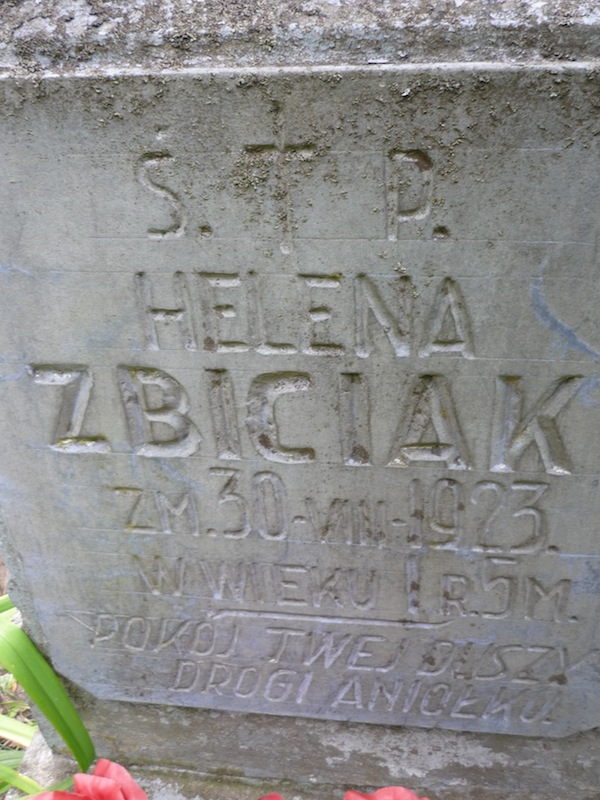 Ś. T P.
HELENA
ZBICIAK
ZM. 30-VIII-1923.
W WIEKU 1 R. 5 M.
POKÓJ TWEJ DUSZY
DROGI ANIOŁKU